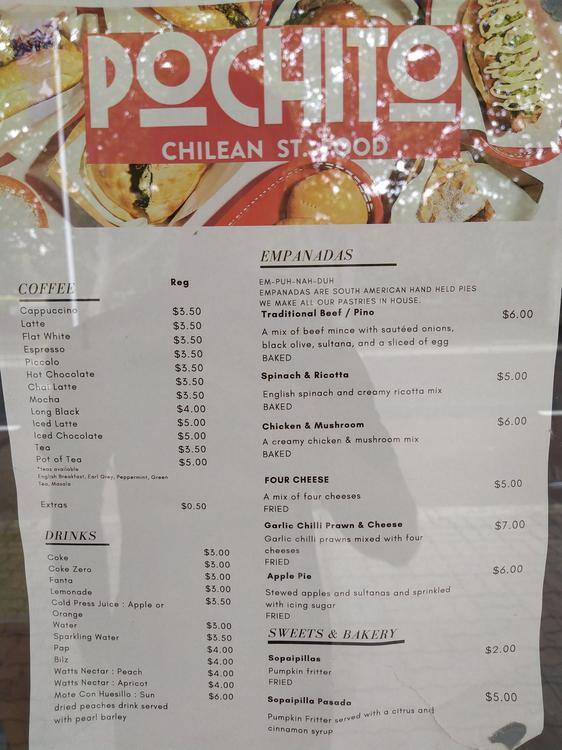 POCHITO
CHILEAN ST. FOOD
COFFEE
Reg
Cappuccino
Latte
Flat White
Espresso
Piccolo
Hot Chocolate
Chai Latte
Mocha
Long Black
Iced Latte
Iced Chocolate
Tea
Pot of Tea
$3.50
$3.50
$3.50
$3.50
$3.50
$3.50
$3.50
$4.00
$5.00
$5.00
$3.50
$5.00
*teas available
English Breakfast, Earl Grey, Peppermint, Green
Tea, Masala
Extras $0.50
DRINKS
Coke $3.00
Coke Zero $3.00
Fanta $3.00
Lemonade $3.00
Cold Press Juice : Apple or $3.50
Orange
Water $3.00
Sparkling Water $3.50
Pap $4.00
Bilz $4.00
Watts Nectar : Peach $4.00
Watts Nectar : Apricot $4.00
Mote Con Huesillo : Sun $6.00
dried peaches drink served
with pearl barley
EMPANADAS
EM-PUH-NAH-DUH
EMPANADAS ARE SOUTH AMERICAN HAND HELD PIES
WE MAKE ALL OUR PASTRIES IN HOUSE.
Traditional Beef / Pino $6.00
A mix of beef mince with sautéed onions,
black olive, sultana, and a sliced of egg
BAKED
Spinach & Ricotta $5.00
English spinach and creamy ricotta mix
BAKED
Chicken & Mushroom $6.00
A creamy chicken & mushroom mix
BAKED
FOUR CHEESE $5.00
A mix of four cheeses
FRIED
Garlic Chilli Prawn & Cheese $7.00
Garlic chilli prawns mixed with four
cheeses
FRIED
Apple Pie $6.00
Stewed apples and sultanas and sprinkled
with icing sugar
FRIED
SWEETS & BAKERY
Sopaipillas $2.00
Pumpkin fritter
FRIED
Sopaipilla Pasada $5.00
Pumpkin Fritter served with a citrus and
cinnamon syrup